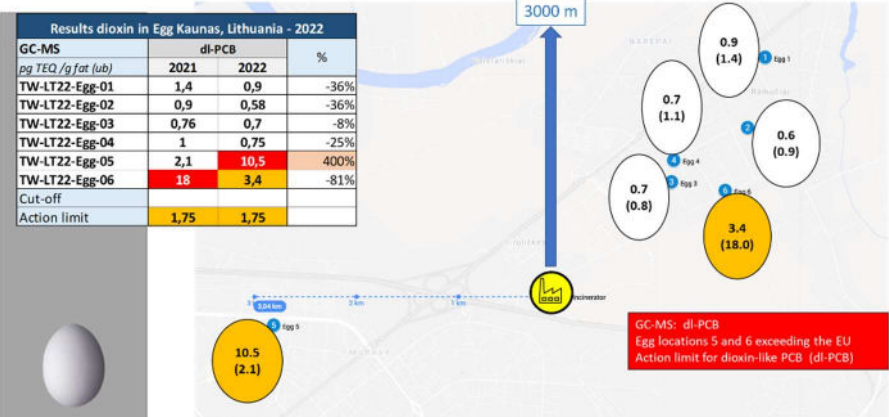 Results dioxin in Egg Kaunas, Lithuania - 2022
GC-MS dl-PCB %
pg TEQ /g fat (ub) 2021 2022
TW-LT22-Egg-01 1,4 0,9 -36%
TW-LT22-Egg-02 0,9 0,58 -36%
TW-LT22-Egg-03 0,76 0,7 -8%
TW-LT22-Egg-04 1 0,75 -25%
TW-LT22-Egg-05 2,1 10,5 400%
TW-LT22-Egg-06 18 3,4 -81%
Cut-off
Action limit 1,75 1,75
3000 m
0.9
(1.4)
1 Egg 1
0.7
(1.1)
2
0.6
(0.9)
4 Egg 4
3 Egg 3
0.7
(0.8)
6 Egg 6
3.4
(18.0)
Incinerator
3,04 km
2 km
1 km
5 Egg 5
10.5
(2.1)
GC-MS: dl-PCB
Egg locations 5 and 6 exceeding the EU
Action limit for dioxin-like PCB (dl-PCB)